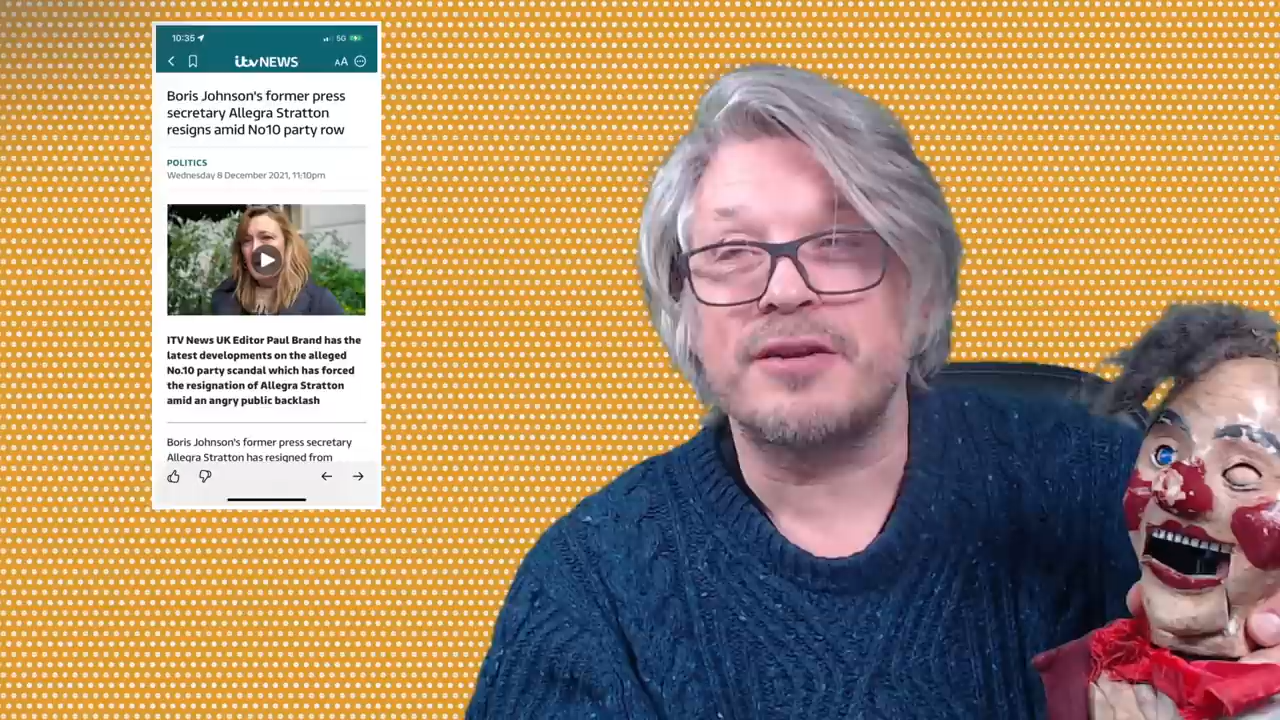 10:35
5G
itv NEWS
AA
Boris Johnson's former press
secretary Allegra Stratton
resigns amid No10 party row
POLITICS
Wednesday 8 December 2021, 11:10pm
ITV News UK Editor Paul Brand has the
latest developments on the alleged
No.10 party scandal which has forced
the resignation of Allegra Stratton
amid an angry public backlash
Boris Johnson's former press secretary
Allegra Stratton has resigned from